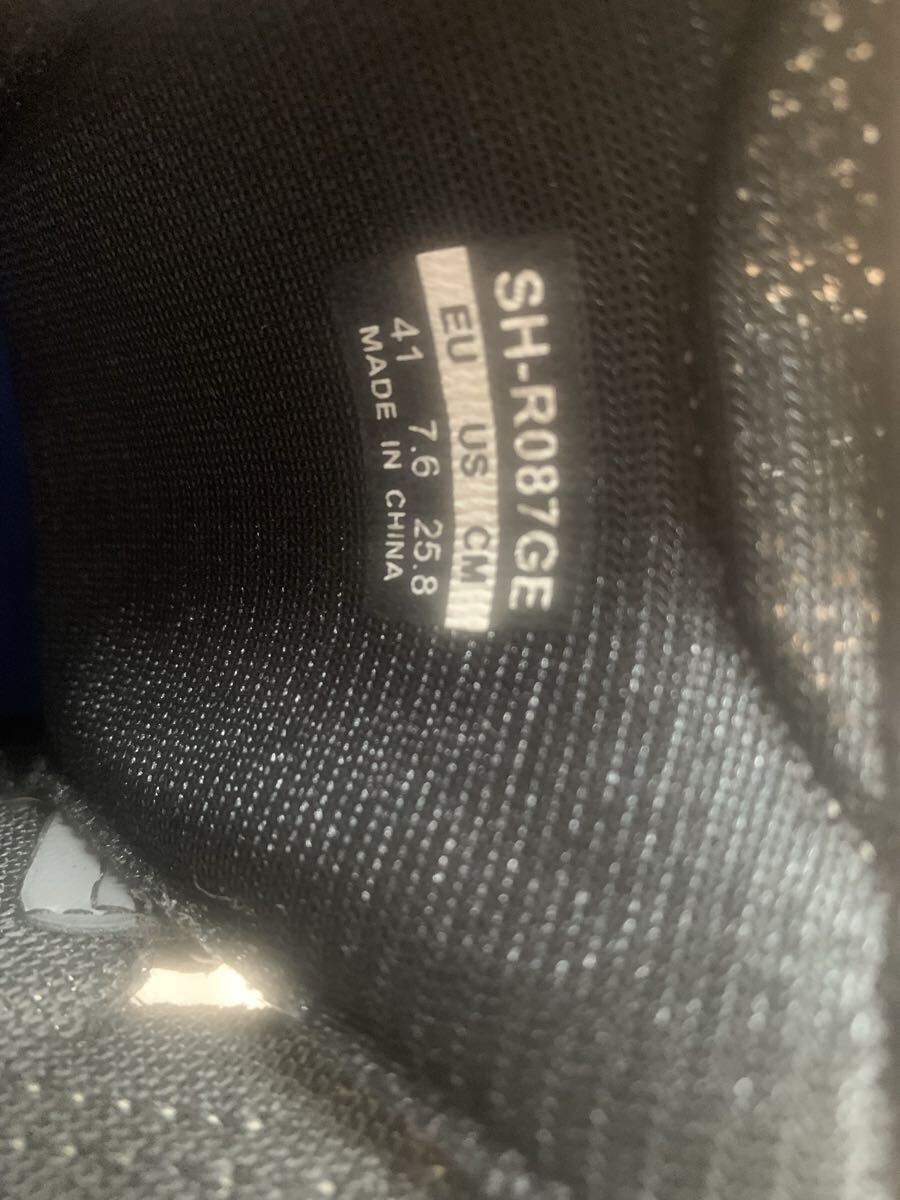 SH-R087GE
EU US CM
41 7.6 25.8
MADE IN CHINA